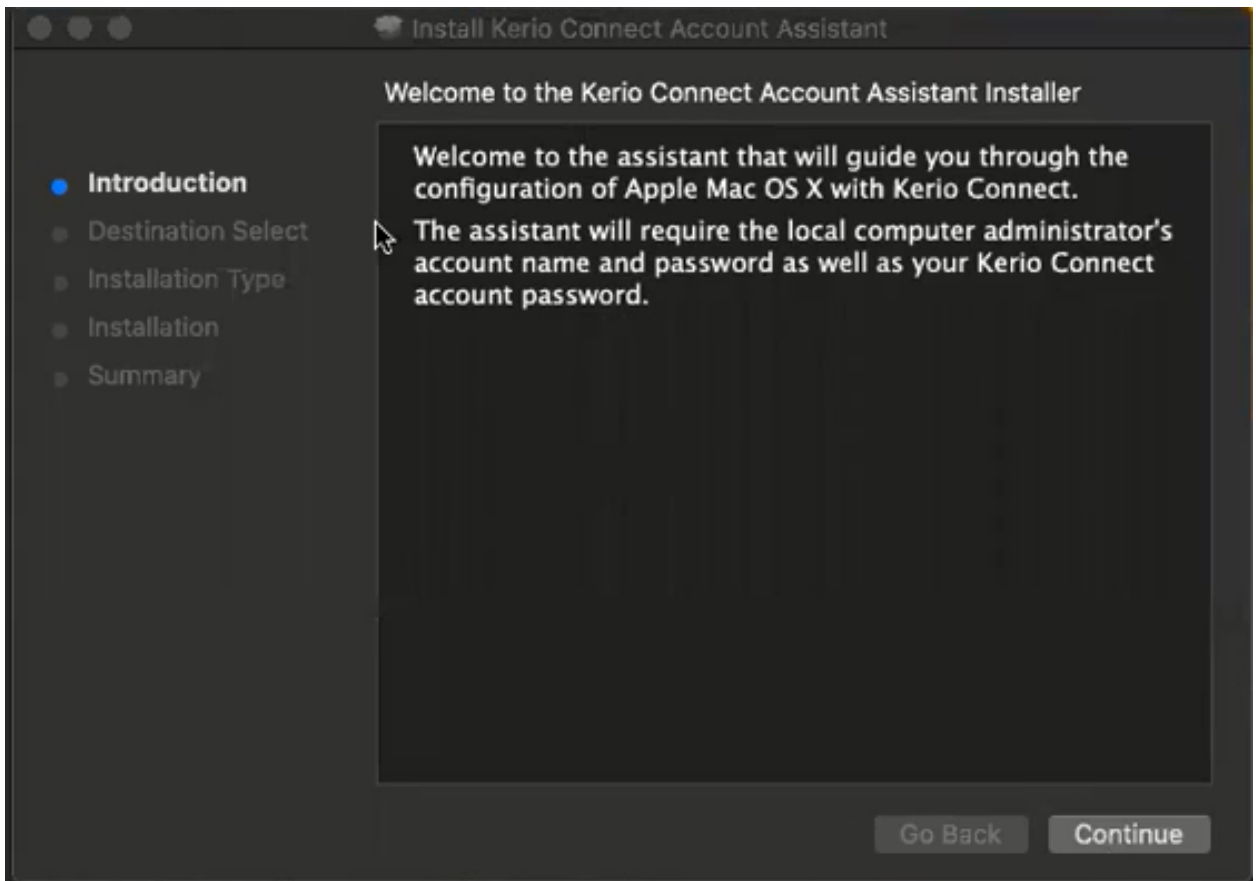 Install Kerio Connect Account Assistant
Welcome to the Kerio Connect Account Assistant Installer
Introduction
Destination Select
Installation Type
Installation
Summary
Welcome to the assistant that will guide you through the
configuration of Apple Mac OS X with Kerio Connect.
The assistant will require the local computer administrator's
account name and password as well as your Kerio Connect
account password.
Go Back
Continue